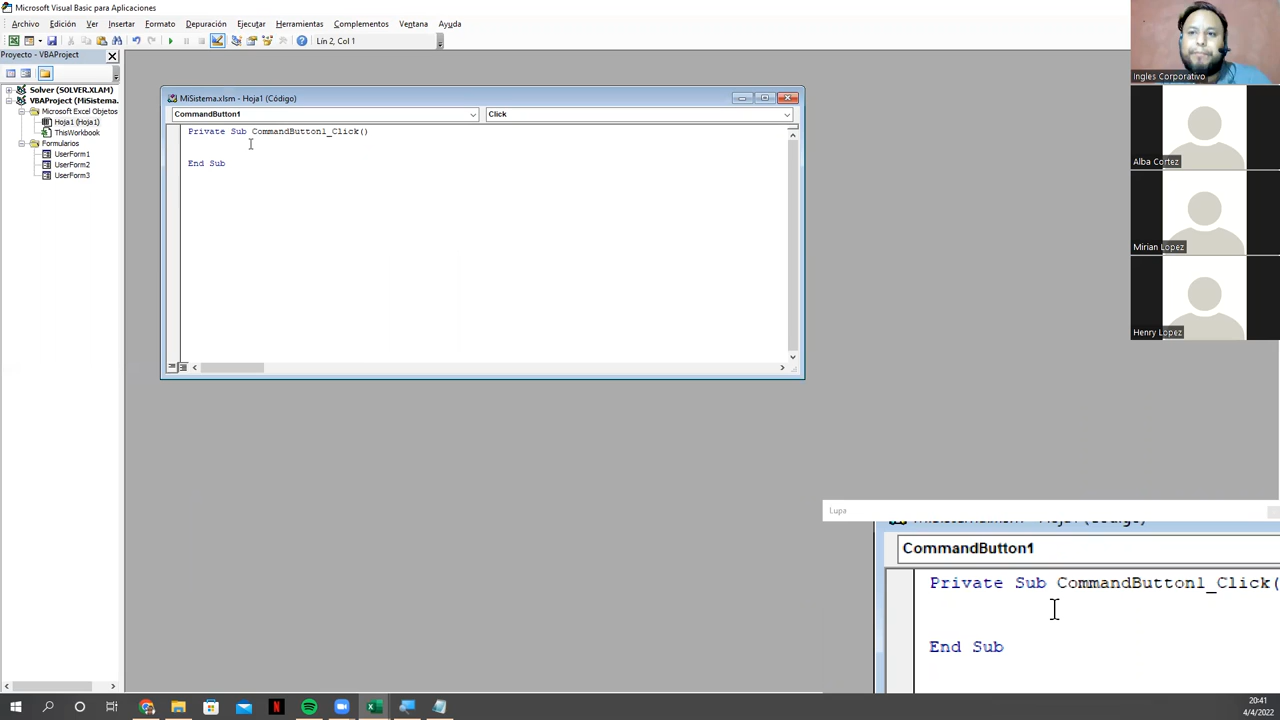 Microsoft Visual Basic para Aplicaciones
Archivo Edición Ver Insertar Formato Depuración Ejecutar Herramientas Complementos Ventana Ayuda
Lín 2, Col 1
Proyecto - VBAProject
Solver (SOLVER.XLAM)
VBAProject (MiSistema.
Microsoft Excel Objetos
Hoja1 (Hoja1)
ThisWorkbook
Formularios
UserForm1
UserForm2
UserForm3
MiSistema.xlsm - Hoja1 (Código)
CommandButton1 Click
Private Sub CommandButton1_Click()
End Sub
Ingles Corporativo
Alba Cortez
Mirian Lopez
Henry Lopez
Lupa
CommandButton1
Private Sub CommandButton1_Click(
End Sub
20:41
4/4/2022